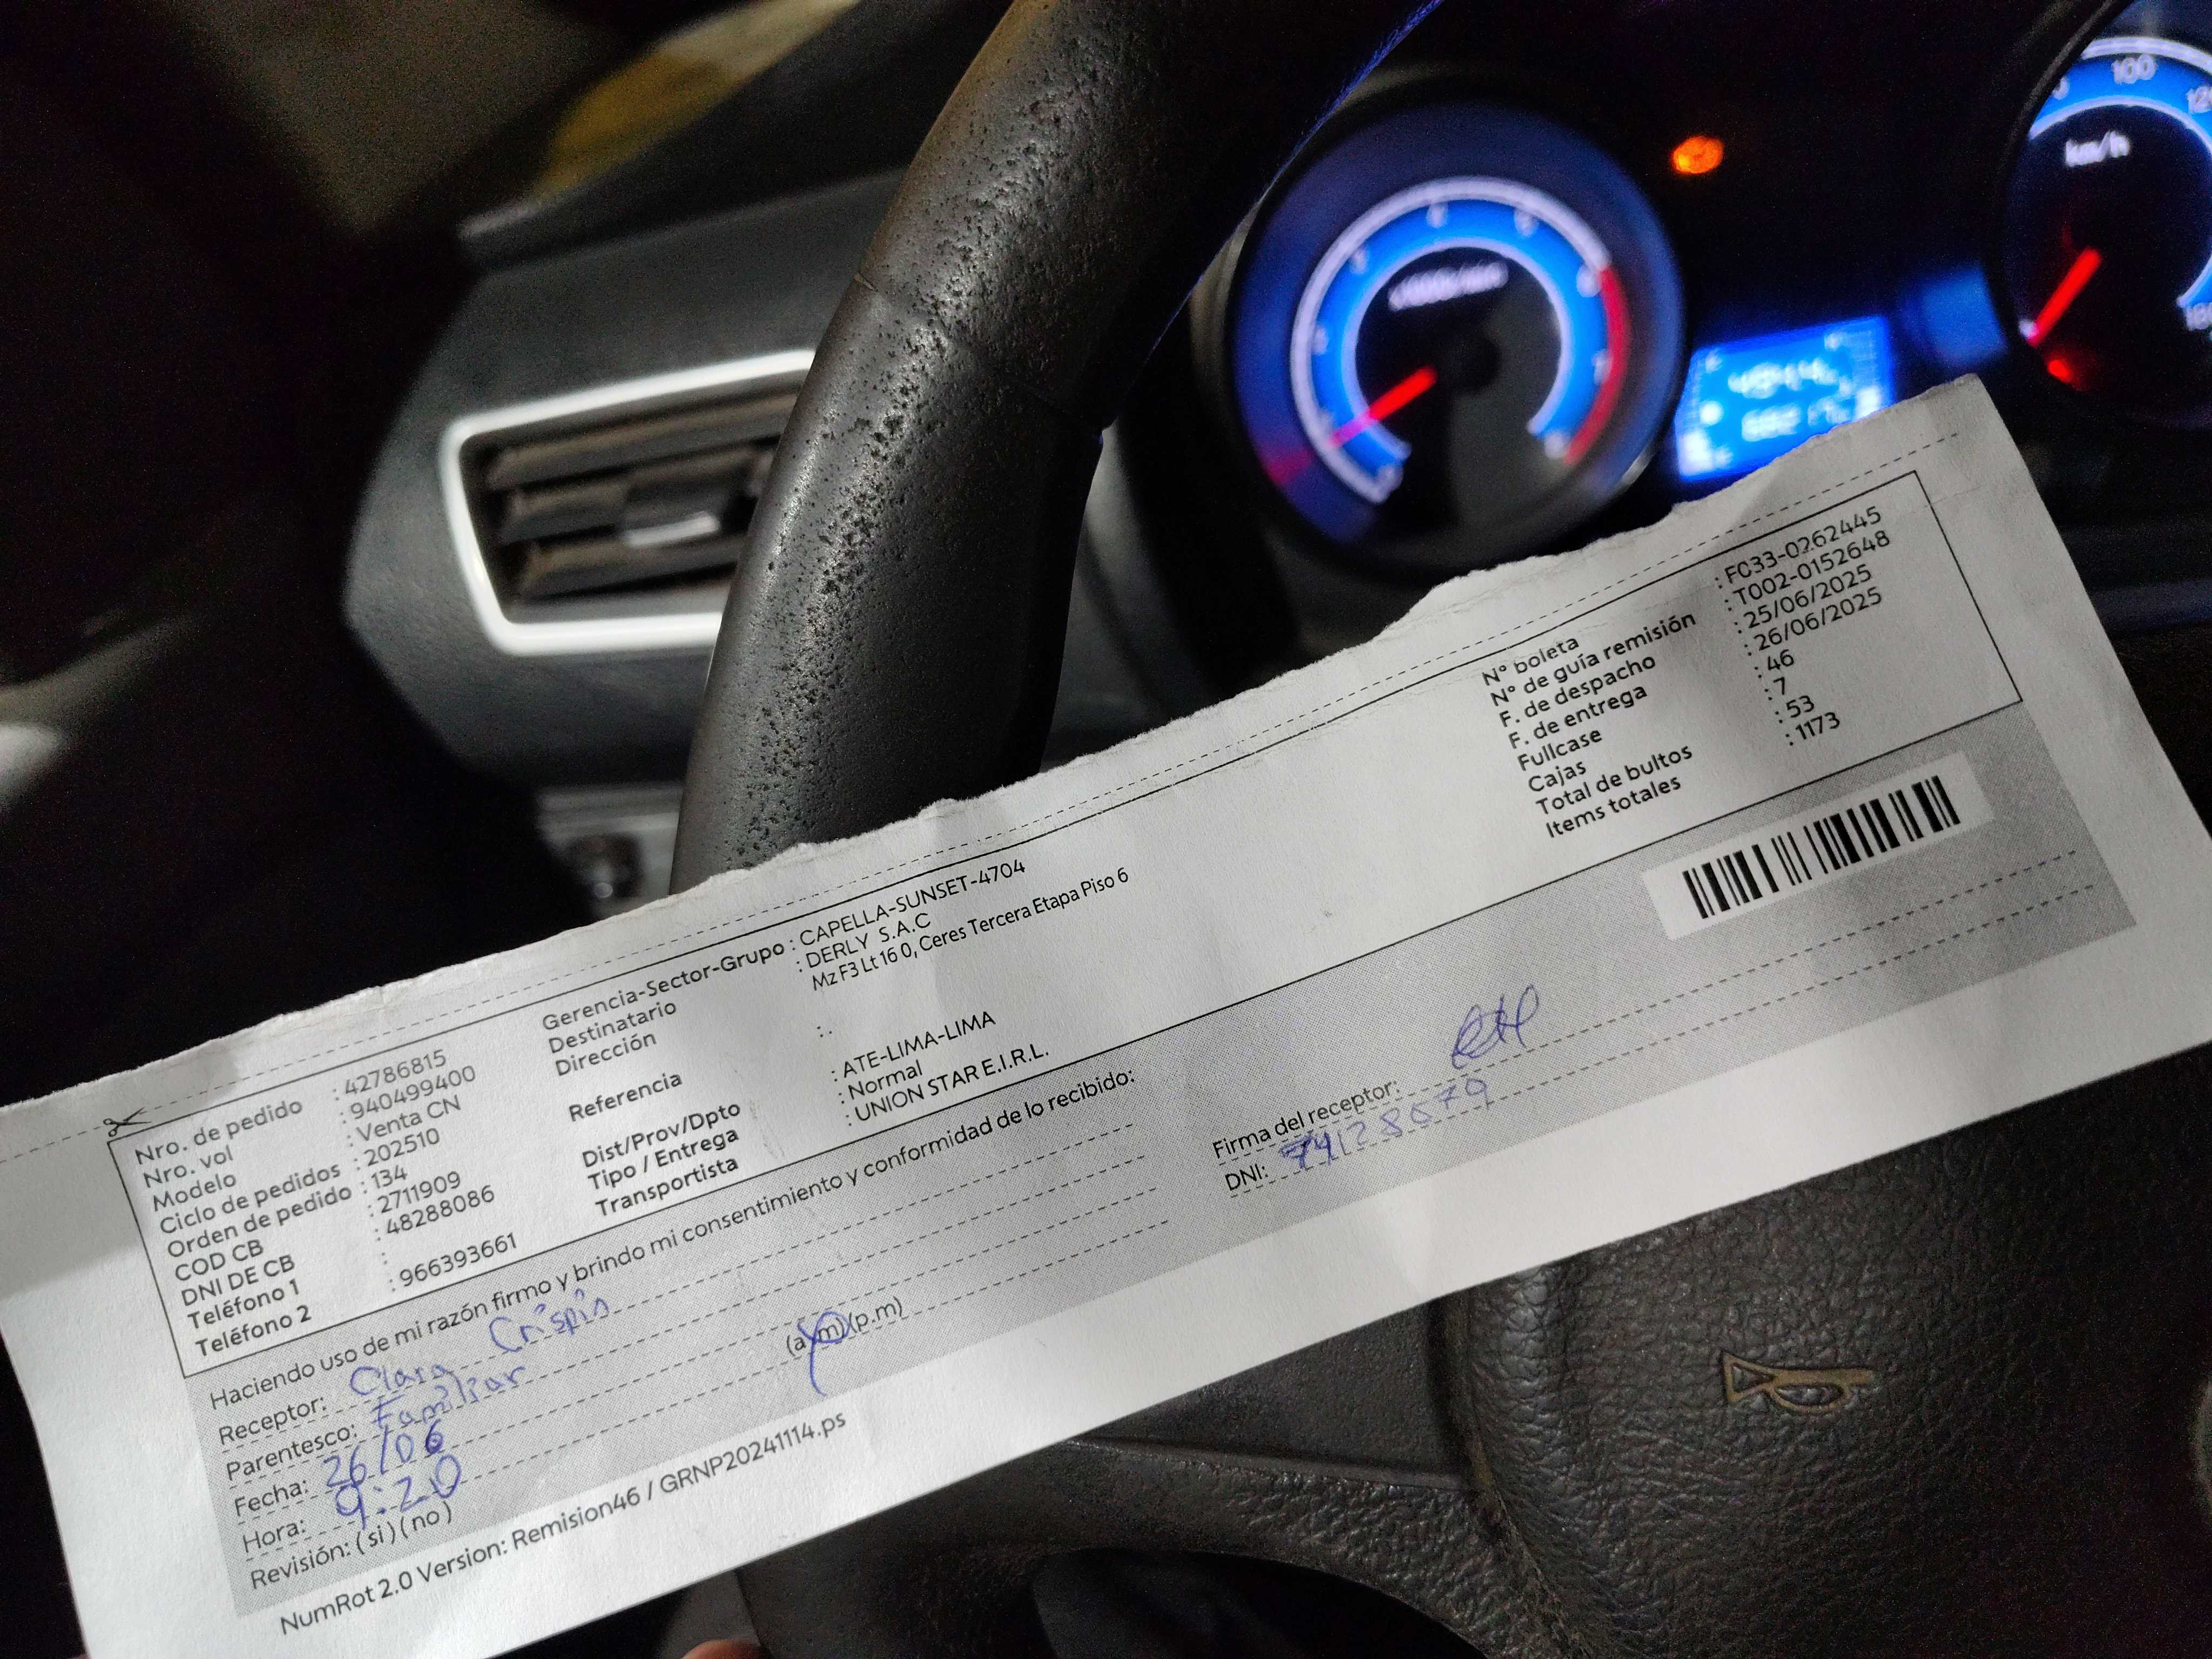 100
km/h
Nro. de pedido : 42786815
Nro. vol : 940499400
Modelo : Venta CN
Ciclo de pedidos : 202510
Orden de pedido : 134
COD CB : 2711909
DNI DE CB : 48288086
Teléfono 1 :
Teléfono 2 : 966393661
Gerencia-Sector-Grupo : CAPELLA-SUNSET-4704
Destinatario : DERLY S.A.C
Dirección Mz F3 Lt 16 0, Ceres Tercera Etapa Piso 6
Referencia : .
Dist/Prov/Dpto : ATE-LIMA-LIMA
Tipo / Entrega : Normal
Transportista : UNION STAR E.I.R.L.
N° boleta : FC33-0262445
N° de guía remisión : T002-0152648
F. de despacho : 25/06/2025
F. de entrega : 26/06/2025
Fullcase : 46
Cajas : 7
Total de bultos : 53
Items totales : 1173
Haciendo uso de mi razón firmo y brindo mi consentimiento y conformidad de lo recibido:
Receptor: Clara Crispin
Parentesco: Familiar
Fecha: 26/06
Hora: 9:20 (a.m) (p.m)
Revisión: (si) (no)
Firma del receptor:
DNI: 74128079
NumRot 2.0 Version: Remision46 / GRNP20241114.ps